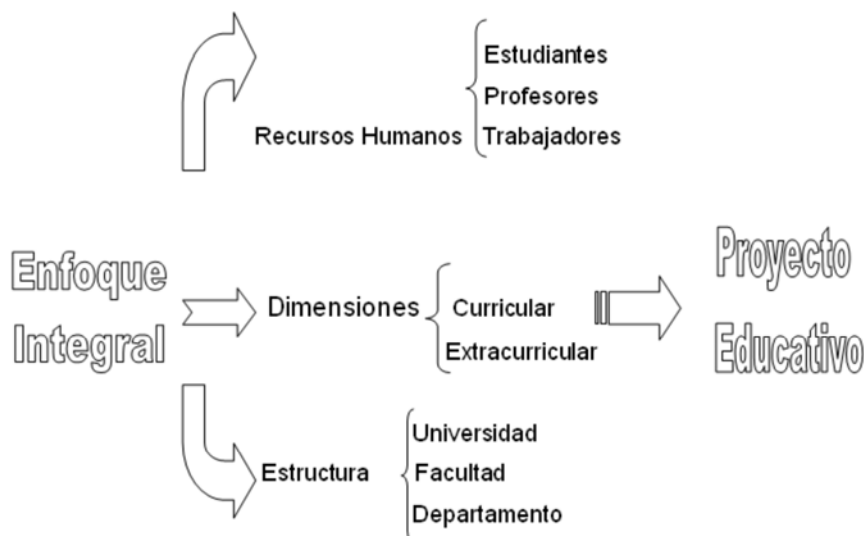 Estudiantes
Profesores
Recursos Humanos
Trabajadores
Enfoque
Integral
Dimensiones
Curricular
Extracurricular
Proyecto
Educativo
Estructura
Universidad
Facultad
Departamento